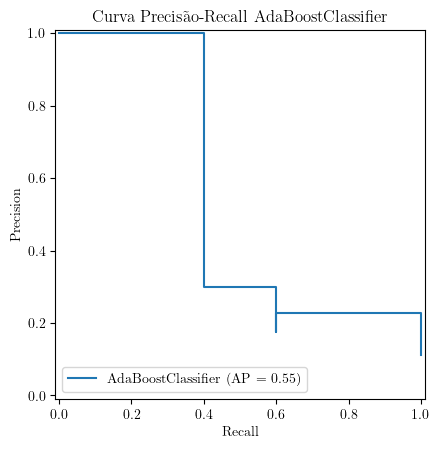 Curva Precisão-Recall AdaBoostClassifier
1.0
0.8
0.6
0.4
0.2
0.0
Precision
AdaBoostClassifier (AP = 0.55)
0.0 0.2 0.4 0.6 0.8 1.0
Recall